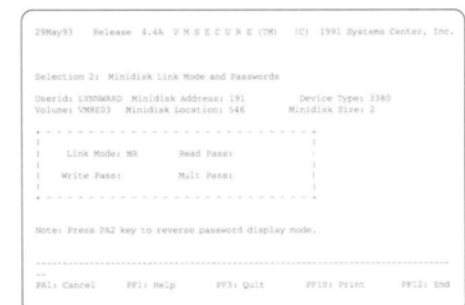 29May93 Release 4.4A V M S E C U R E (TM) (C) 1991 Systems Center, Inc.
Selection 2: Minidisk Link Mode and Passwords
Userid: LYNNWARD Minidisk Address: 191 Device Type: 3380
Volume: VM8E03 Minidisk Location: 546 Minidisk Size: 2
Link Mode: MR Read Pass:
Write Pass: Mult Pass:
Note: Press PA2 key to reverse password display mode.
PA1: Cancel PF1: Help PF3: Quit PF10: Print PF12: End